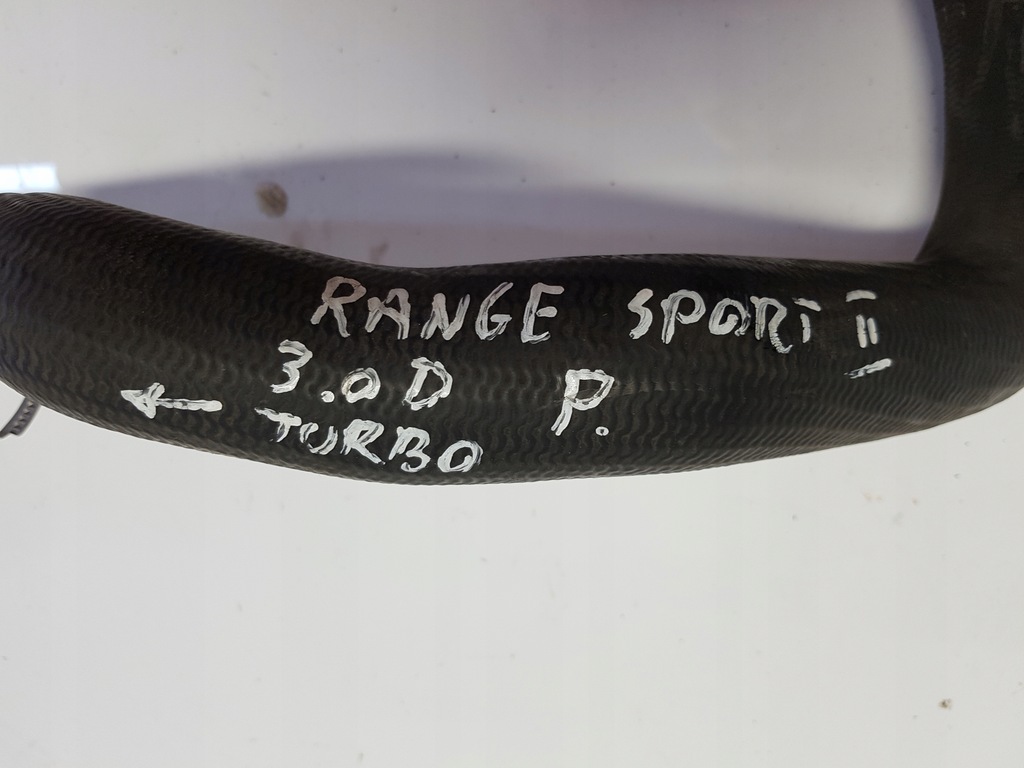 RANGE SPORT II
3.0D P.
← TURBO